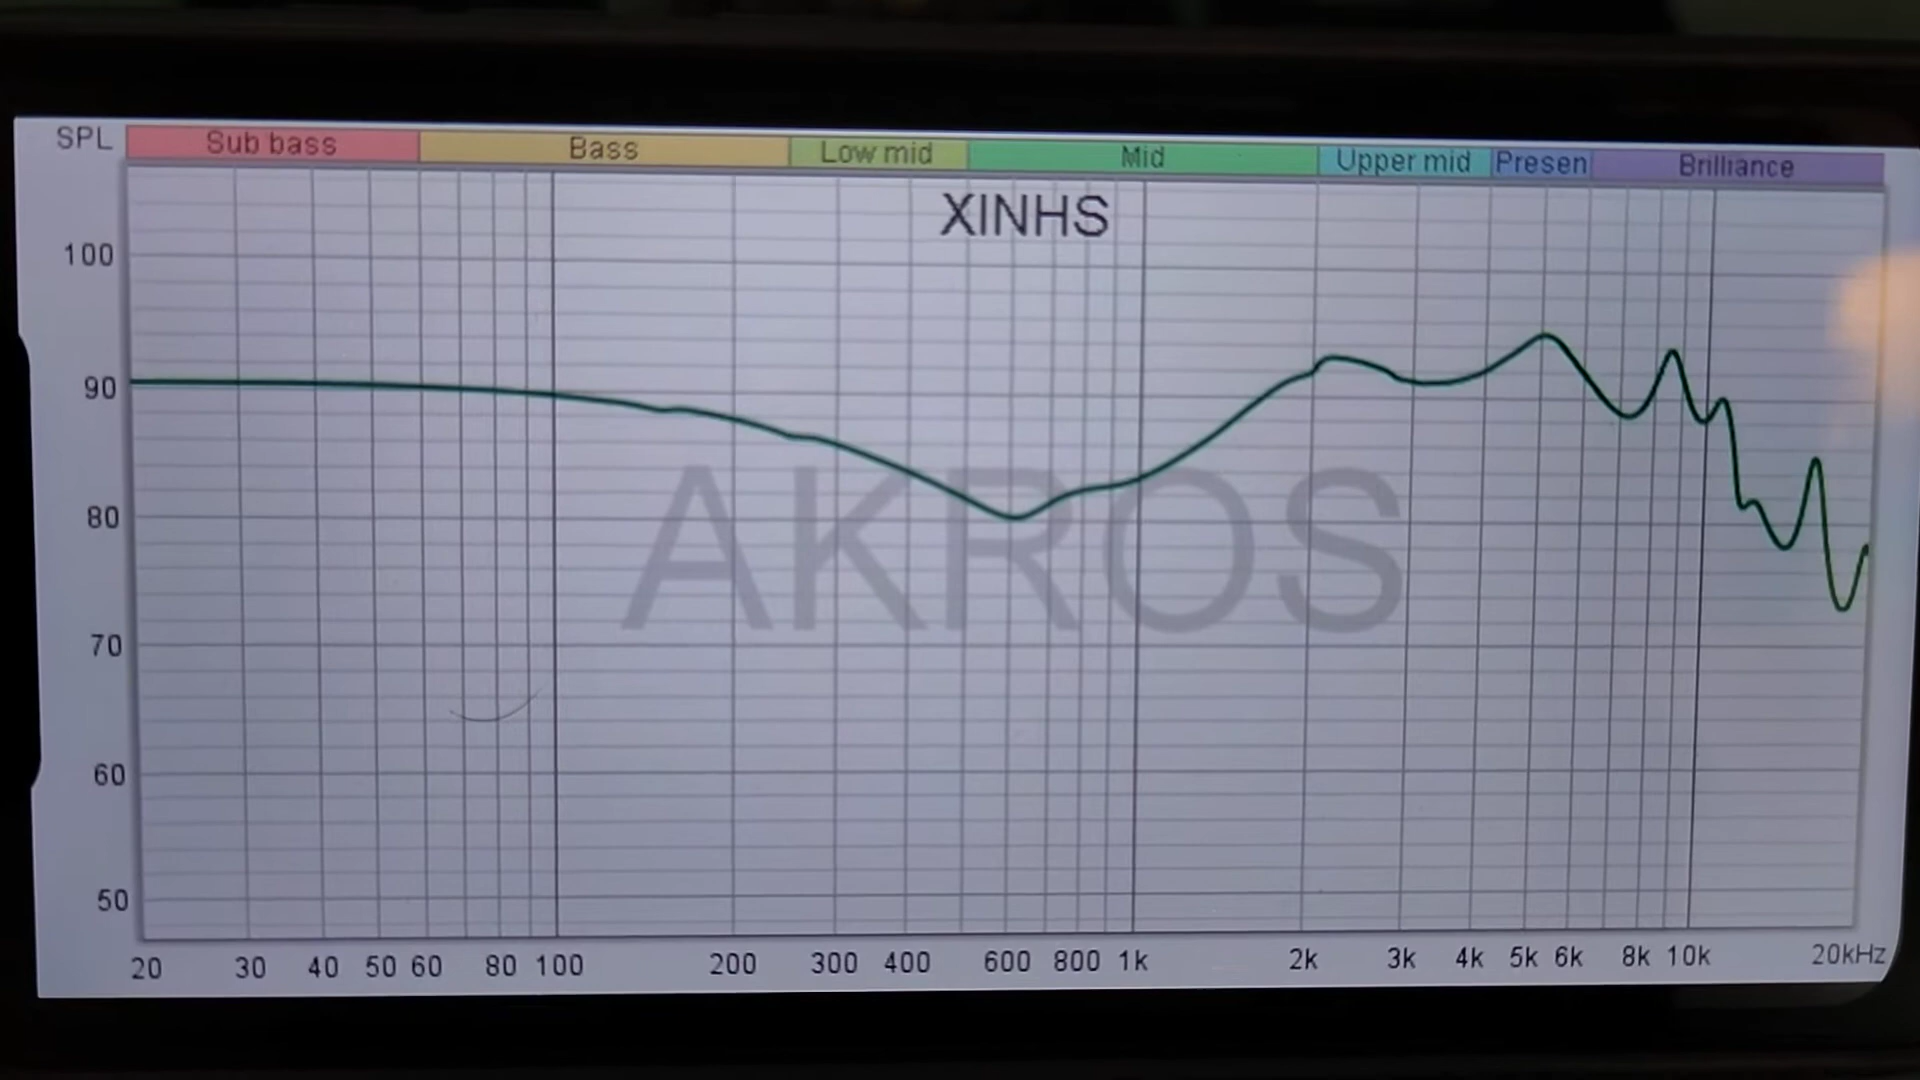 SPL Sub bass Bass Low mid Mid Upper mid Presen Brilliance
XINHS
100
90
80
AKROS
70
60
50
20 30 40 50 60 80 100 200 300 400 600 800 1k 2k 3k 4k 5k 6k 8k 10k 20kHz